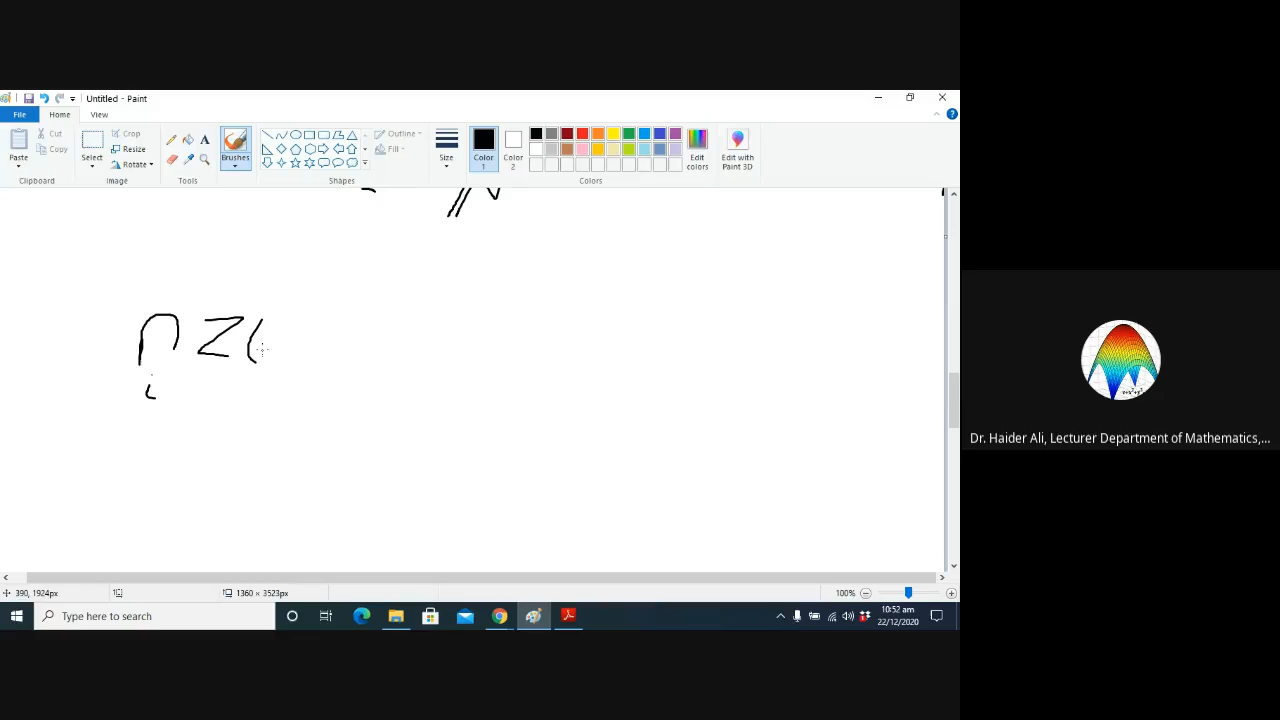 Untitled - Paint
File Home View
Paste
Cut
Copy
Clipboard
Select
Crop
Resize
Rotate
Image
Tools
Brushes
Outline
Fill
Shapes
Size
Color 1
Color 2
Edit colors
Colors
Edit with Paint 3D
∩ Z(
i
Dr. Haider Ali, Lecturer Department of Mathematics,...
390, 1924px
1360 × 3523px
100%
Type here to search
10:52 am
22/12/2020